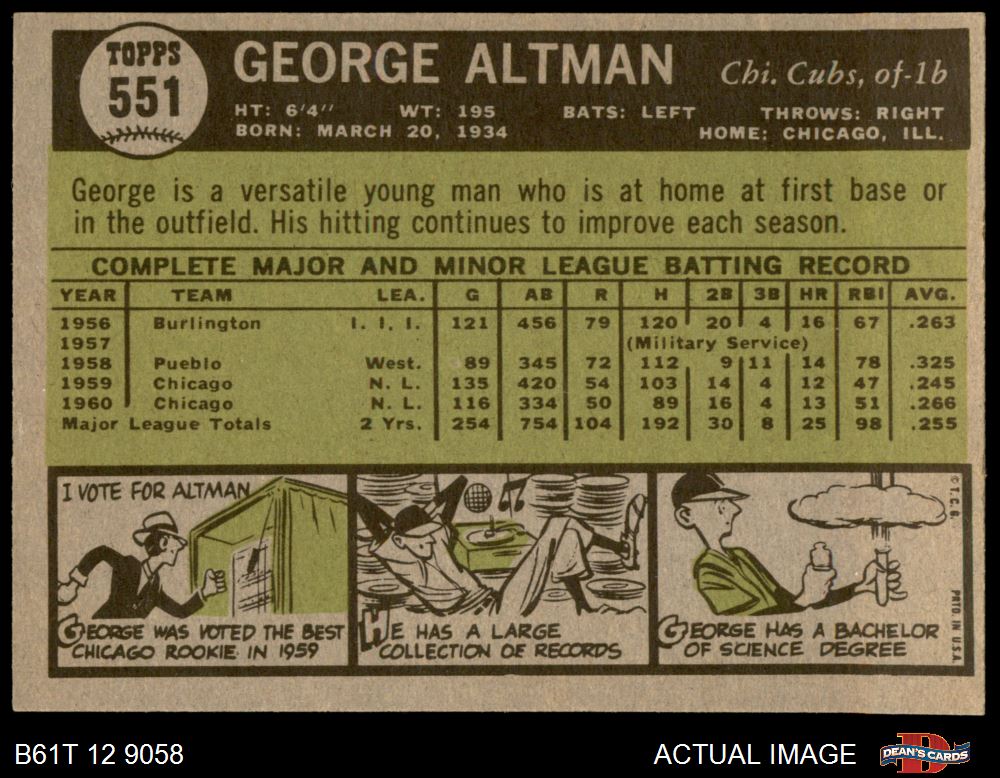 TOPPS
551
GEORGE ALTMAN Chi. Cubs, of-1b
HT: 6'4" WT: 195 BATS: LEFT THROWS: RIGHT
BORN: MARCH 20, 1934 HOME: CHICAGO, ILL.
George is a versatile young man who is at home at first base or
in the outfield. His hitting continues to improve each season.
COMPLETE MAJOR AND MINOR LEAGUE BATTING RECORD
YEAR TEAM LEA. G AB R H 2B 3B HR RBI AVG.
1956 Burlington I. I. I. 121 456 79 120 20 4 16 67 .263
1957 (Military Service)
1958 Pueblo West. 89 345 72 112 9 11 14 78 .325
1959 Chicago N. L. 135 420 54 103 14 4 12 47 .245
1960 Chicago N. L. 116 334 50 89 16 4 13 51 .266
Major League Totals 2 Yrs. 254 754 104 192 30 8 25 98 .255
I VOTE FOR ALTMAN
GEORGE WAS VOTED THE BEST
CHICAGO ROOKIE IN 1959
HE HAS A LARGE
COLLECTION OF RECORDS
GEORGE HAS A BACHELOR
OF SCIENCE DEGREE
© T. C. G. PRTD. IN U.S.A.
B61T 12 9058 ACTUAL IMAGE DEAN'S CARDS